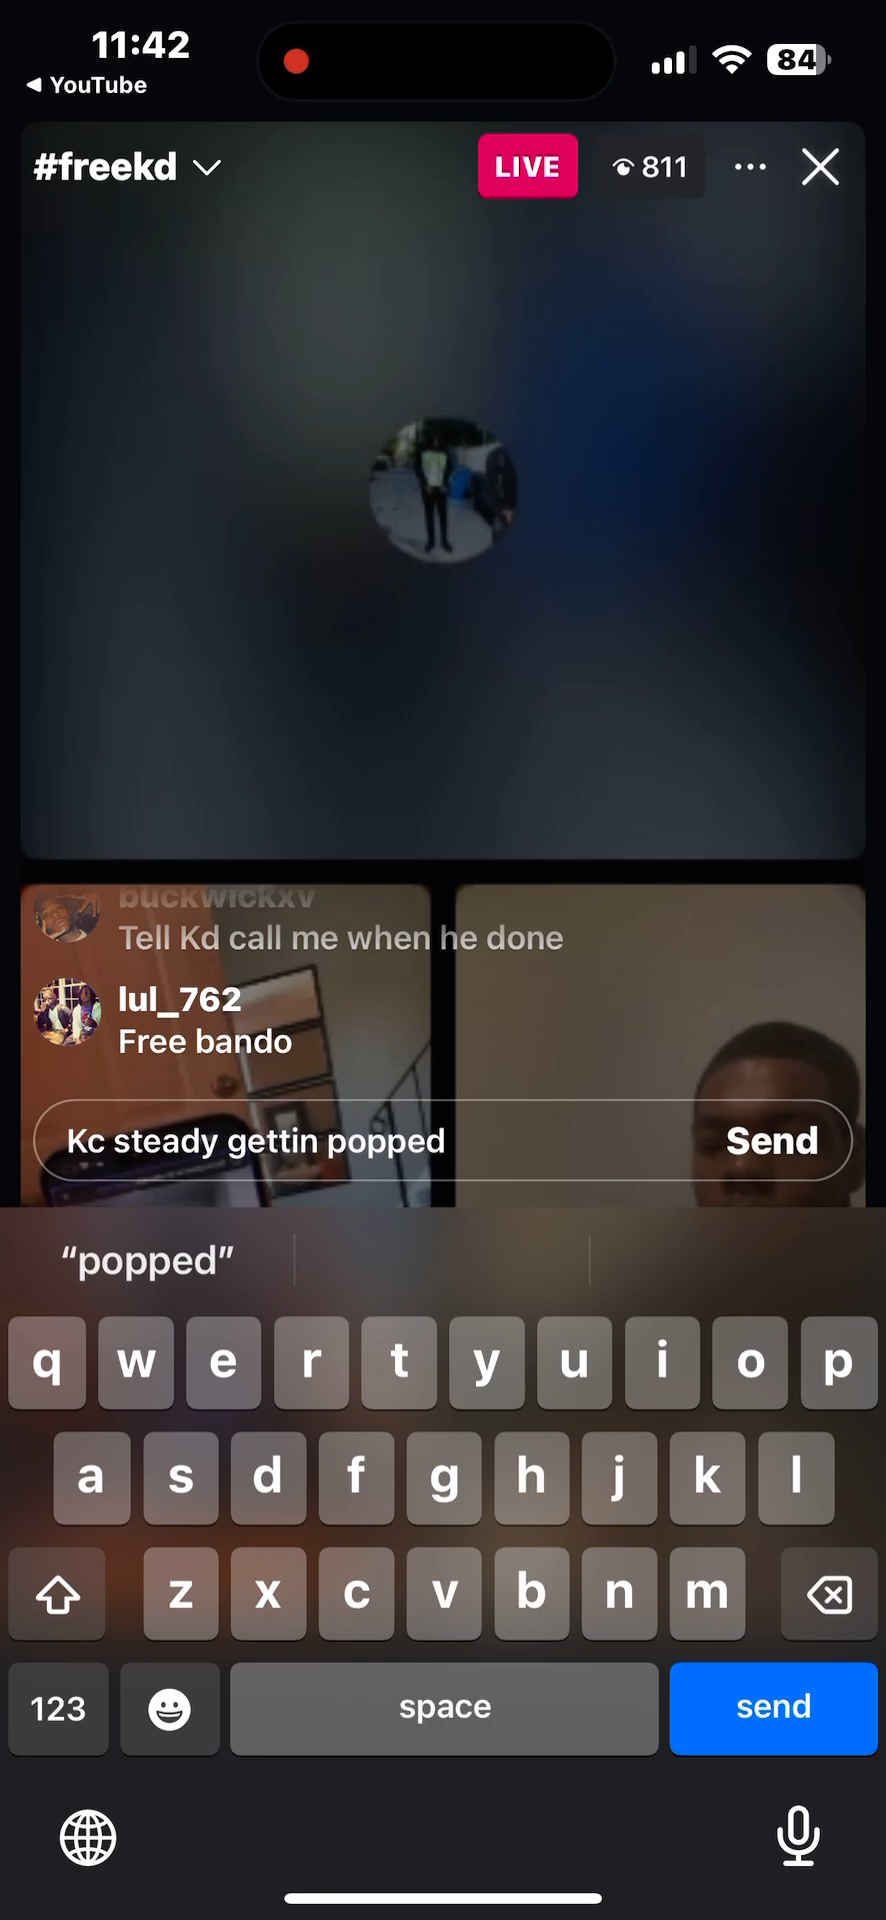 11:42
84
YouTube
#freekd
LIVE
811
buckwickxv
Tell Kd call me when he done
lul_762
Free bando
Kc steady gettin popped
Send
“popped”
q w e r t y u i o p
a s d f g h j k l
z x c v b n m
123
space
send